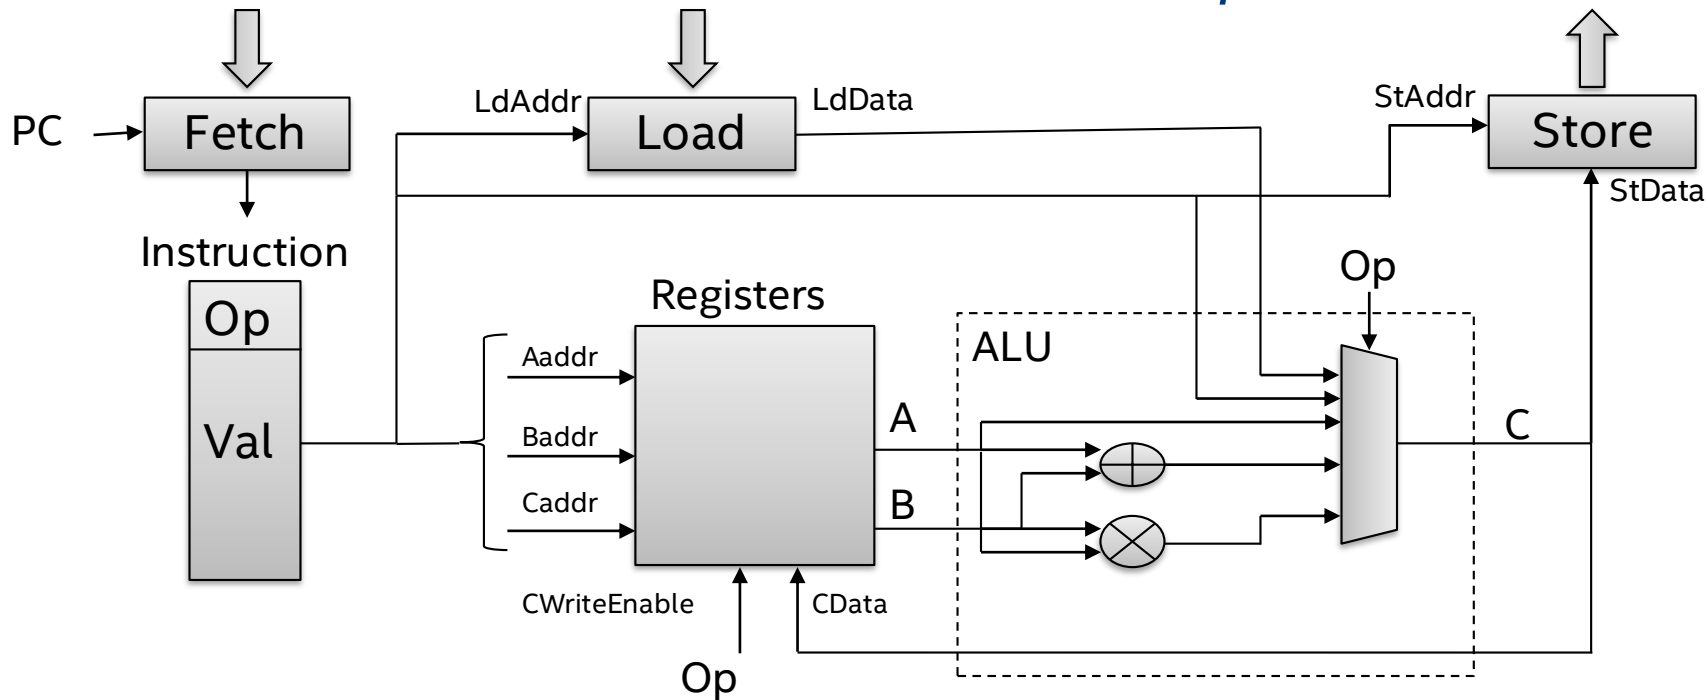 PC
Fetch
LdAddr
Load
LdData
StAddr
Store
StData
Instruction
Op
Val
Registers
Aaddr
Baddr
Caddr
A
B
CWriteEnable
CData
Op
ALU
Op
C